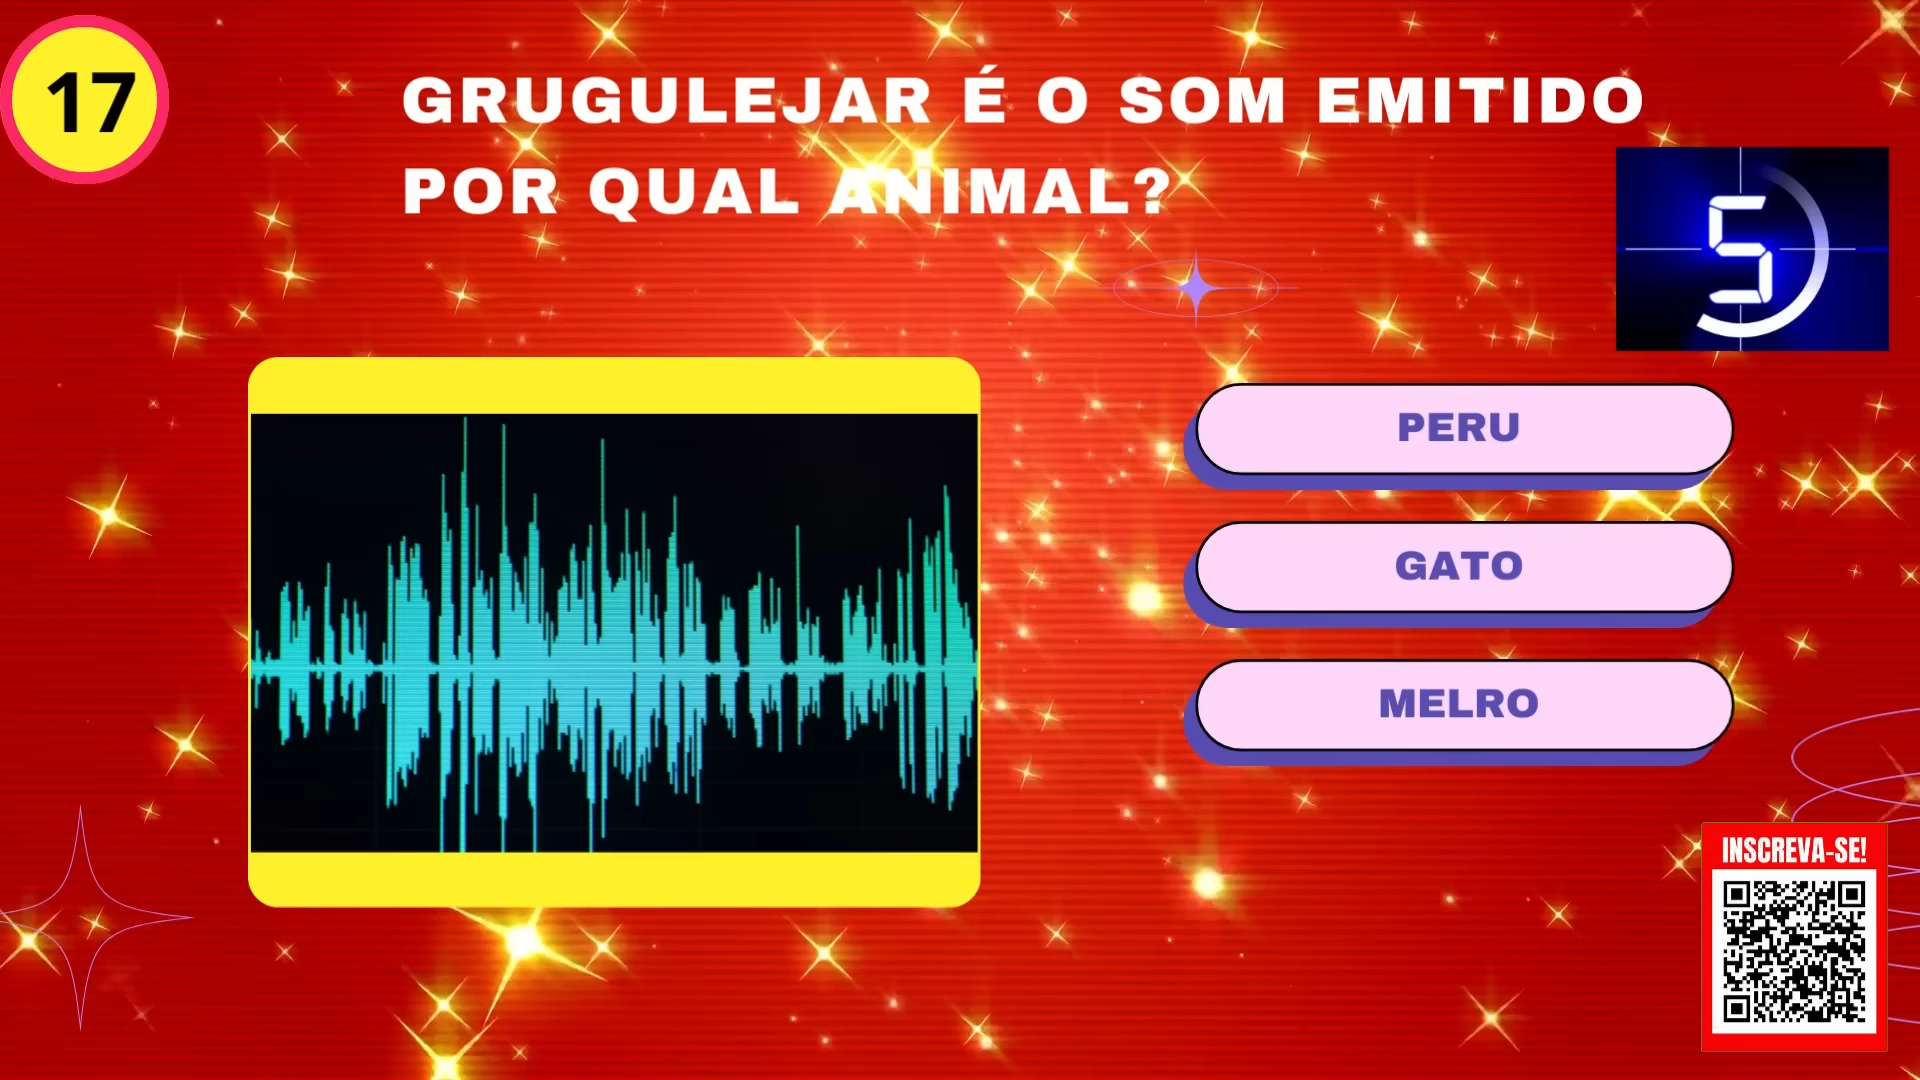 17
GRUGULEJAR É O SOM EMITIDO
POR QUAL ANIMAL?
5
PERU
GATO
MELRO
INSCREVA-SE!